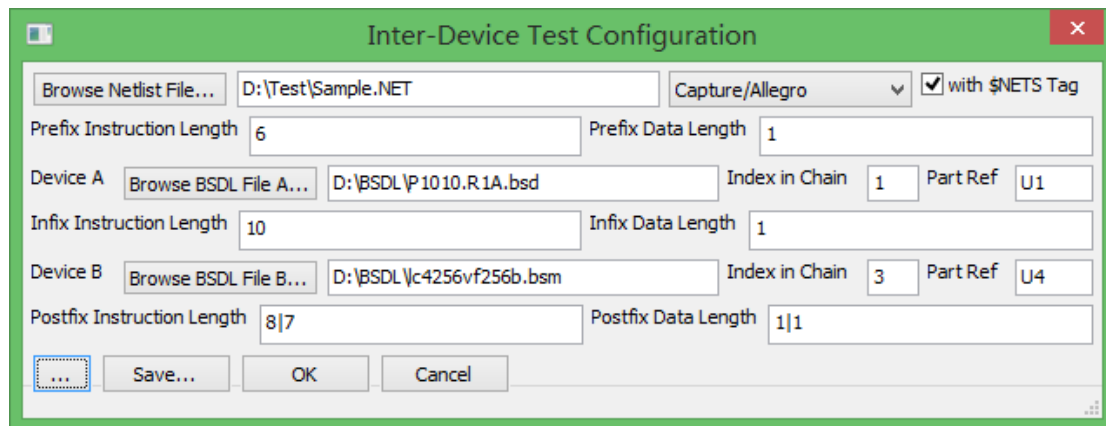 Inter-Device Test Configuration
Browse Netlist File... D:\Test\Sample.NET Capture/Allegro with $NETS Tag
Prefix Instruction Length 6 Prefix Data Length 1
Device A Browse BSDL File A... D:\BSDL\P1010.R1A.bsd Index in Chain 1 Part Ref U1
Infix Instruction Length 10 Infix Data Length 1
Device B Browse BSDL File B... D:\BSDL\lc4256vf256b.bsm Index in Chain 3 Part Ref U4
Postfix Instruction Length 8|7 Postfix Data Length 1|1
... Save... OK Cancel